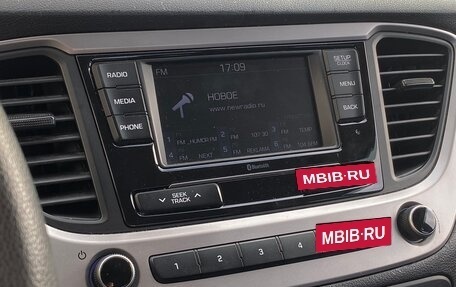 FM 17:09
RADIO
MEDIA
PHONE
НОВОЕ
www.newradio.ru
1 FM HUMOR FM 2 FM 107.30 3 FM TEMP
4 FM NEXT 5 FM REKLAMA 6 FM
Bluetooth
SETUP
CLOCK
MENU
BACK
SEEK
TRACK
MBIB·RU
1 2 3 4
MBIB·RU